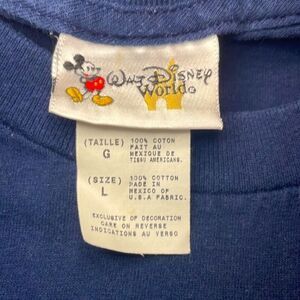 Walt Disney
World
(TAILLE) 100% COTON
G FAIT AU
MEXIQUE DE
TISSU AMERICANS.
(SIZE) 100% COTTON
L MADE IN
MEXICO OF
U.S.A FABRIC.
EXCLUSIVE OF DECORATION
CARE ON REVERSE
INDICATIONS AU VERSO